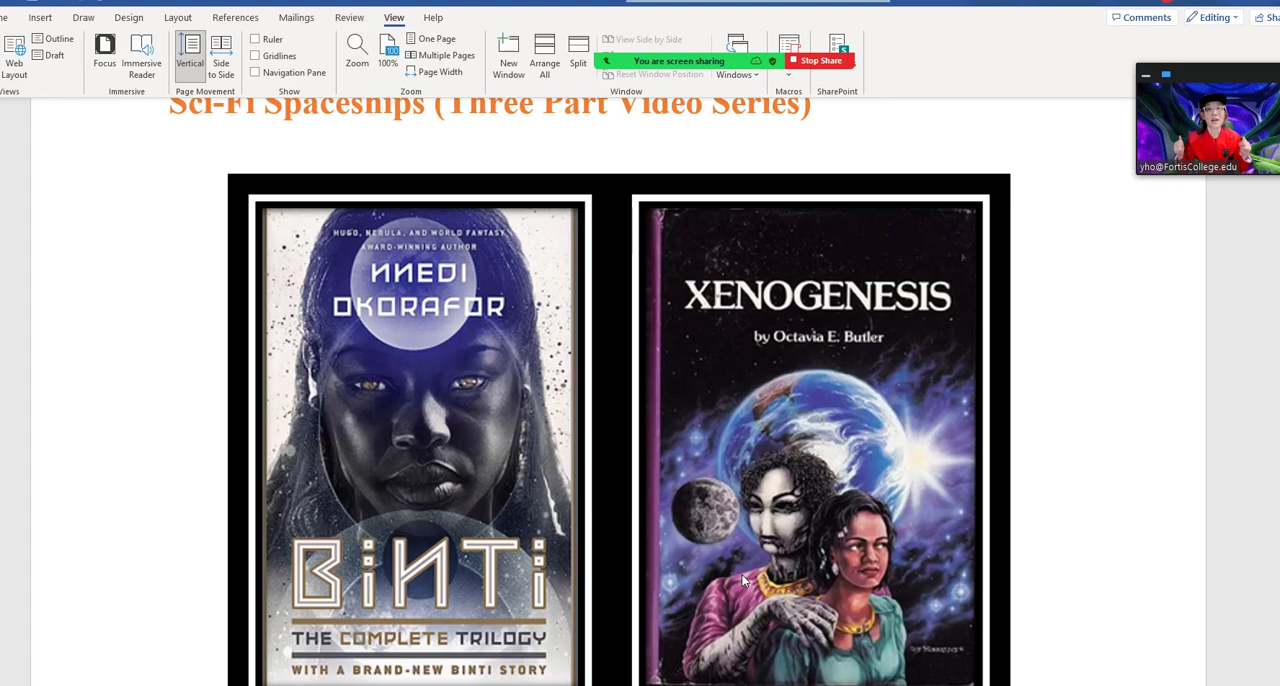 ne Insert Draw Design Layout References Mailings Review View Help
Comments Editing Sha
Web Layout
Outline
Draft
Focus
Immersive Reader
Vertical
Side to Side
Ruler
Gridlines
Navigation Pane
Zoom
100
100%
One Page
Multiple Pages
Page Width
New Window
Arrange All
Split
View Side by Side
Reset Window Position
You are screen sharing
Stop Share
Windows
Macros
SharePoint
Views Immersive Page Movement Show Zoom Window Macros SharePoint
yho@FortisCollege.edu
Sci-Fi Spaceships (Three Part Video Series)
HUGO, NEBULA, AND WORLD FANTASY
AWARD-WINNING AUTHOR
NNEDI
OKORAFOR
BiNTi
THE COMPLETE TRILOGY
WITH A BRAND-NEW BINTI STORY
XENOGENESIS
by Octavia E. Butler